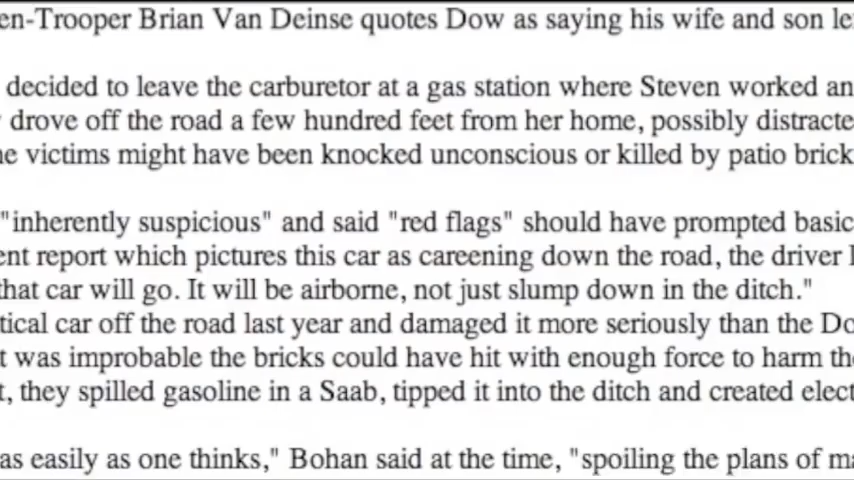 en-Trooper Brian Van Deinse quotes Dow as saying his wife and son le
decided to leave the carburetor at a gas station where Steven worked an
drove off the road a few hundred feet from her home, possibly distracte
e victims might have been knocked unconscious or killed by patio brick
"inherently suspicious" and said "red flags" should have prompted basic
ent report which pictures this car as careening down the road, the driver
that car will go. It will be airborne, not just slump down in the ditch."
tical car off the road last year and damaged it more seriously than the Do
t was improbable the bricks could have hit with enough force to harm the
t, they spilled gasoline in a Saab, tipped it into the ditch and created elect
as easily as one thinks," Bohan said at the time, "spoiling the plans of ma